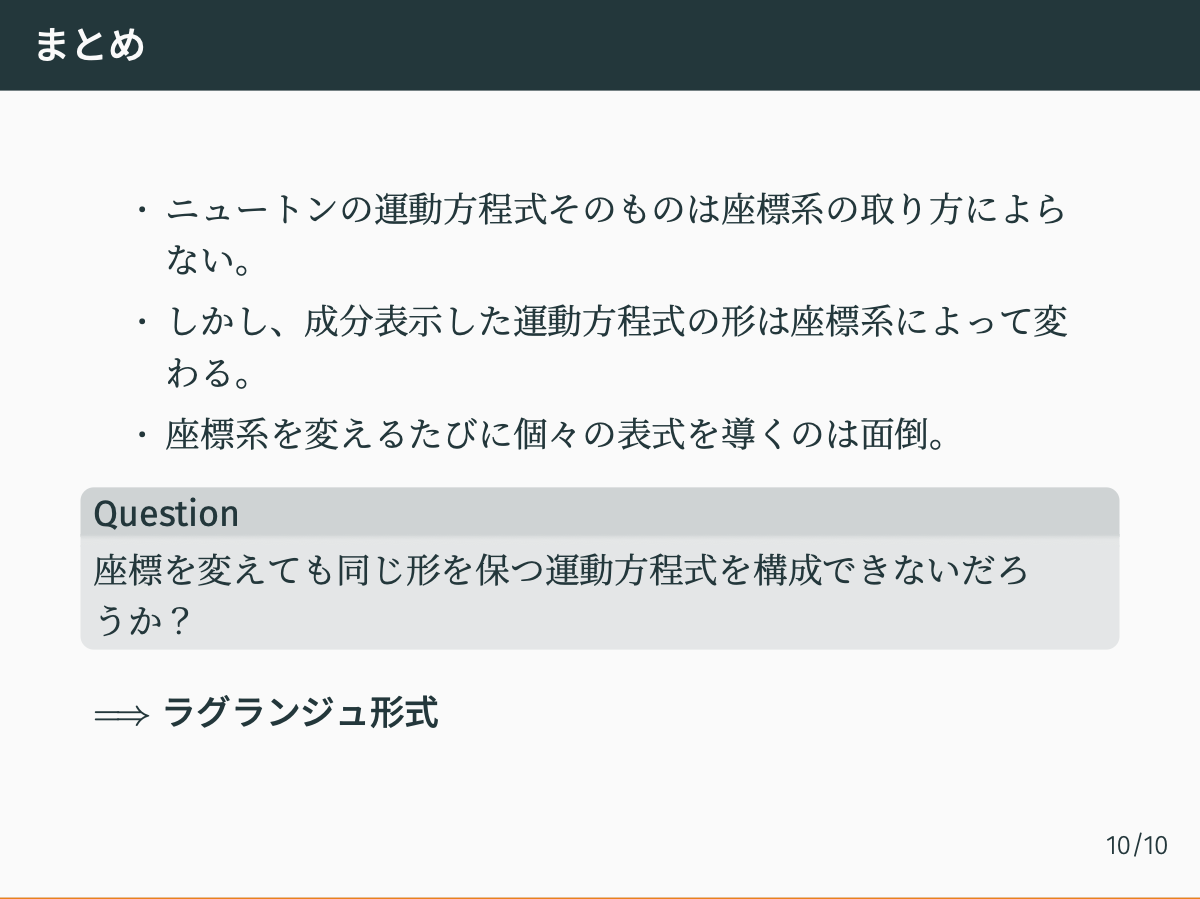 まとめ
・ニュートンの運動方程式そのものは座標系の取り方によら
ない。
・しかし、成分表示した運動方程式の形は座標系によって変
わる。
・座標系を変えるたびに個々の表式を導くのは面倒。
Question
座標を変えても同じ形を保つ運動方程式を構成できないだろ
うか？
⟹ ラグランジュ形式
10/10